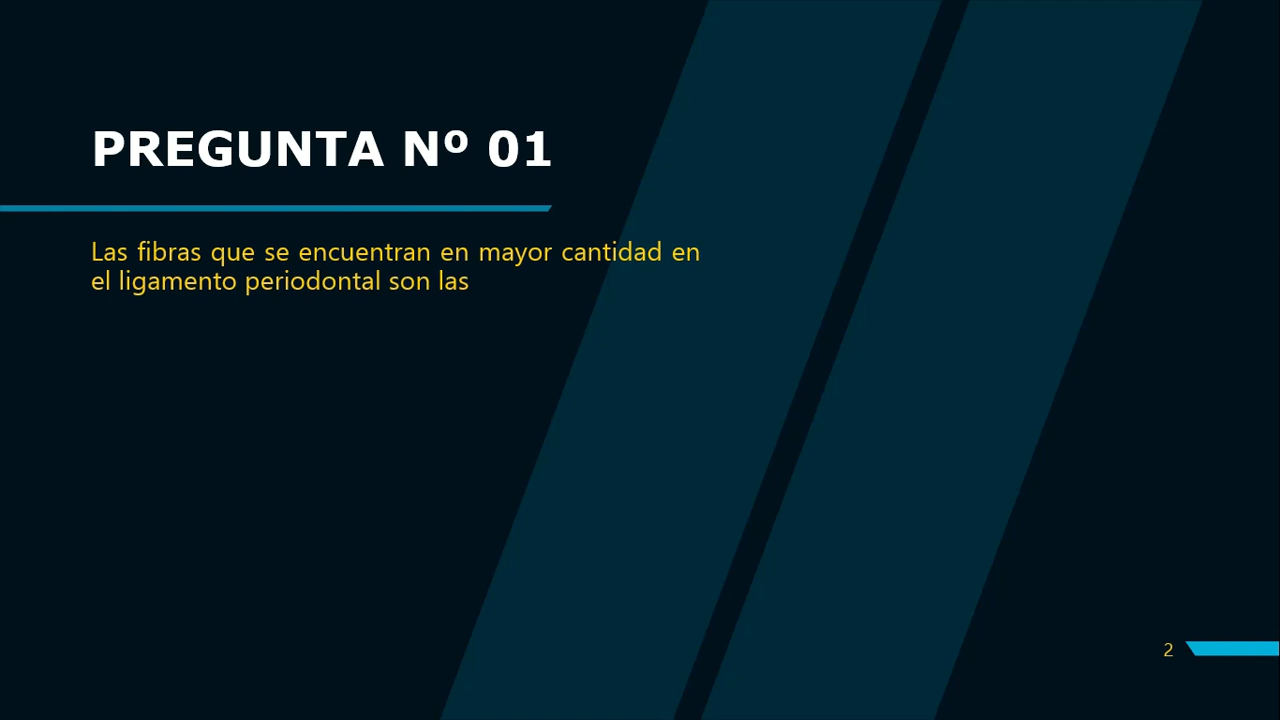 PREGUNTA Nº 01
Las fibras que se encuentran en mayor cantidad en
el ligamento periodontal son las
2